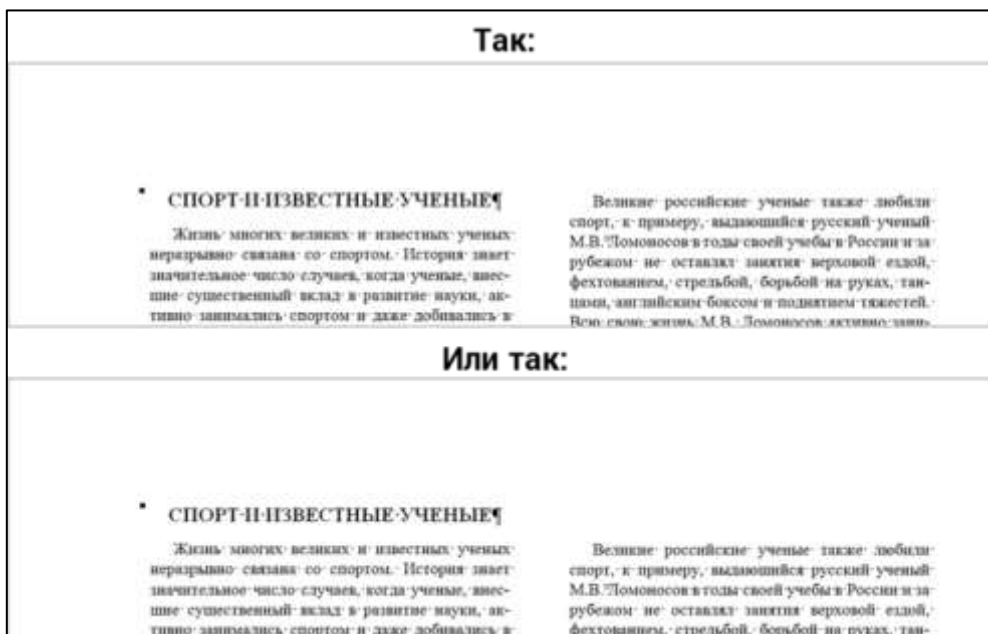 Так:
СПОРТ·И·ИЗВЕСТНЫЕ·УЧЕНЫЕ¶
Жизнь многих великих и известных ученых
неразрывно связана со спортом. История знает
значительное число случаев, когда ученые, внес-
шие существенный вклад в развитие науки, ак-
тивно занимались спортом и даже добивались в
Великие российские ученые также любили
спорт, к примеру, выдающийся русский ученый
М.В. Ломоносов в годы своей учебы в России и за
рубежом не оставлял занятия верховой ездой,
фехтованием, стрельбой, борьбой на руках, тан-
цами, английским боксом и поднятием тяжестей.
Всю свою жизнь М.В. Ломоносов активно зани-
Или так:
СПОРТ·И·ИЗВЕСТНЫЕ·УЧЕНЫЕ¶
Жизнь многих великих и известных ученых
неразрывно связана со спортом. История знает
значительное число случаев, когда ученые, внес-
шие существенный вклад в развитие науки, ак-
тивно занимались спортом и даже добивались в
Великие российские ученые также любили
спорт, к примеру, выдающийся русский ученый
М.В. Ломоносов в годы своей учебы в России и за
рубежом не оставлял занятия верховой ездой,
фехтованием, стрельбой, борьбой на руках, тан-